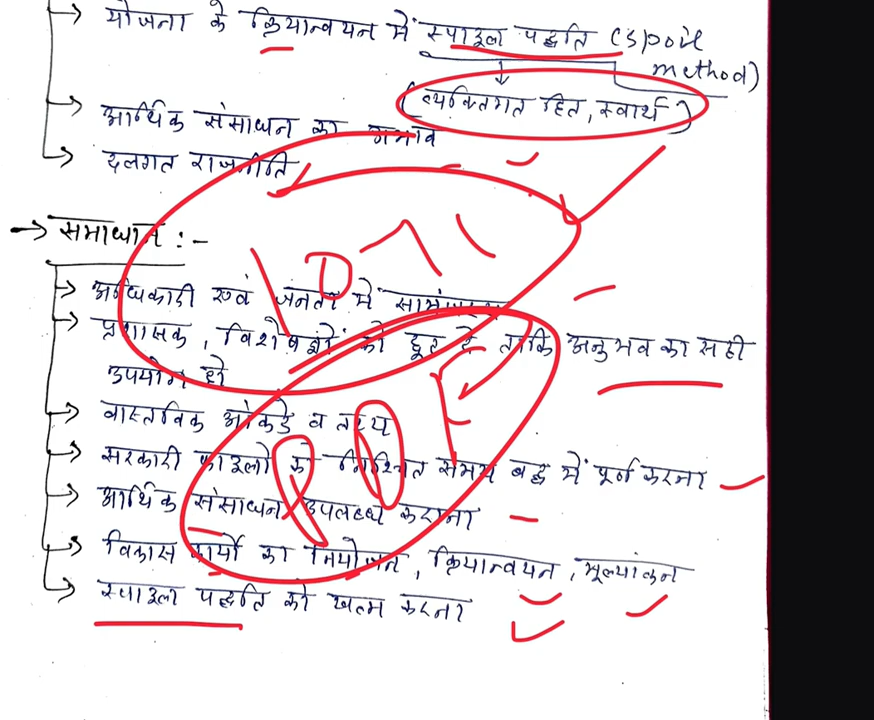 → योजना के क्रियान्वयन में स्पाइल पद्धति (spoil method)
(व्यक्तिगत हित, स्वार्थ)
→ आर्थिक संसाधन का अभाव
→ दलगत राजनीति
→ समाधान :-
→ अधिकारी एवं जनता में सामंजस्य
→ प्रशासक, विशेषज्ञों को छूट दे ताकि अनुभव का सही
उपयोग हो
→ वास्तविक आंकड़े व तथ्य
→ सरकारी फाइलों को निश्चित समय बद्ध में पूर्ण करना
→ आर्थिक संसाधन उपलब्ध कराना
→ विकास कार्यों का नियोजन, क्रियान्वयन, मूल्यांकन
→ स्पाइल पद्धति को खत्म करना
PDF